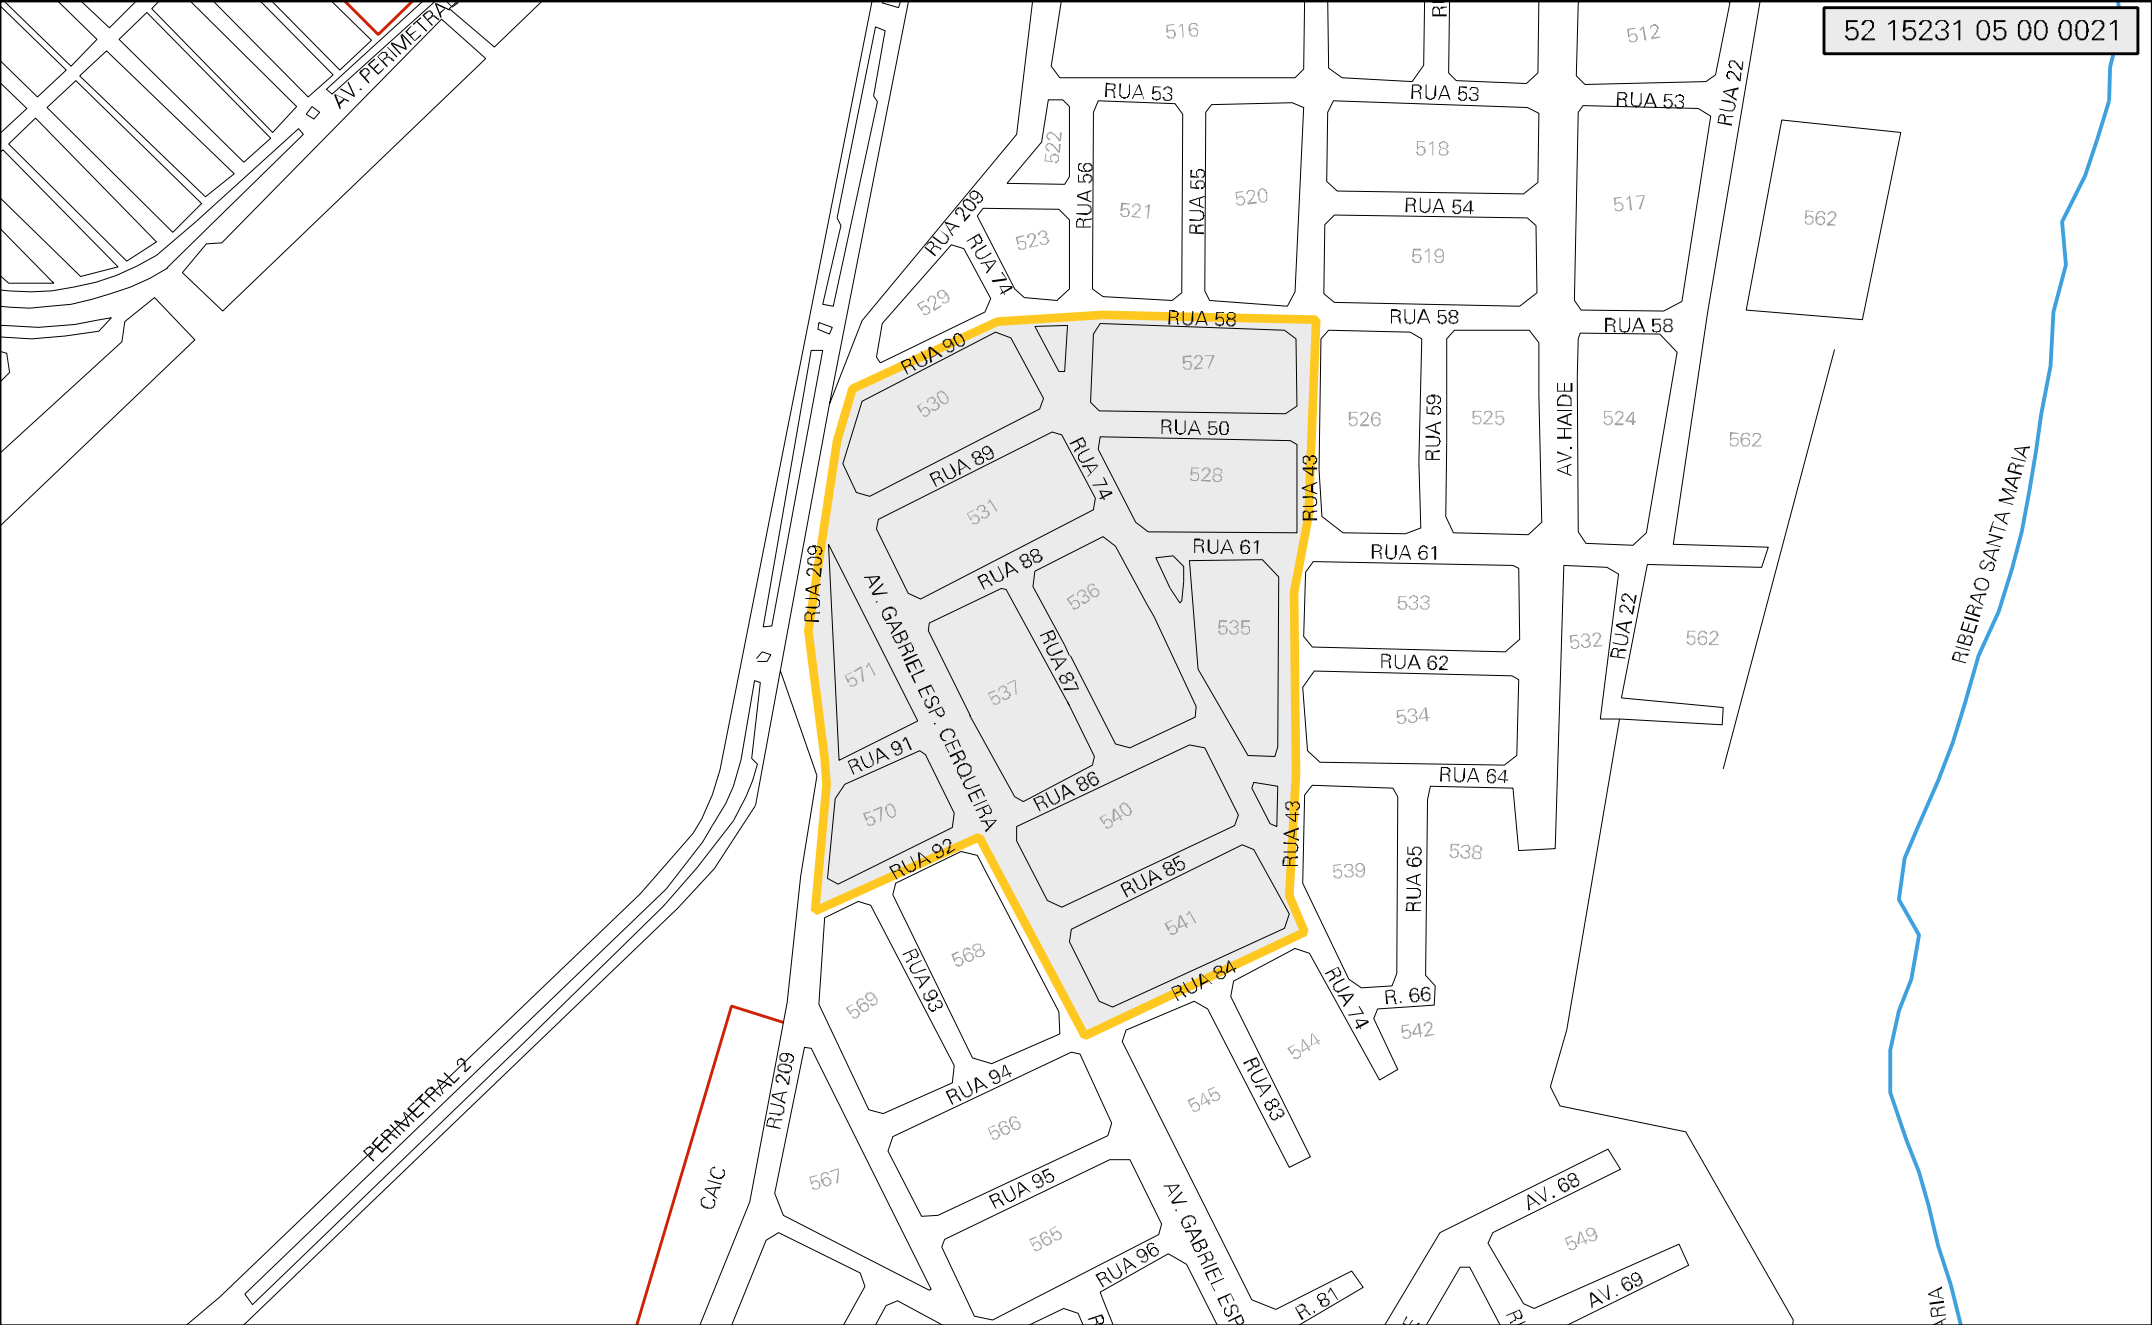 52 15231 05 00 0021
AV. PERIMETRAL
516
512
RUA 53
RUA 53
RUA 53
RUA 22
522
RUA 56
521
RUA 55
520
518
RUA 54
517
562
RUA 209
RUA 74
523
519
529
RUA 58
RUA 58
RUA 58
RUA 90
527
530
526
RUA 59
525
AV. HAIDE
524
562
RUA 50
RUA 89
RUA 74
528
RUA 43
531
RIBEIRAO SANTA MARIA
RUA 61
RUA 61
RUA 209
RUA 88
536
533
AV. GABRIEL ESP. CERQUEIRA
535
532
RUA 22
562
571
537
RUA 87
RUA 62
534
RUA 91
RUA 86
RUA 64
570
540
RUA 43
RUA 92
RUA 85
539
RUA 65
538
541
568
RUA 93
569
RUA 84
RUA 74
R. 66
542
544
PERIMETRAL 2
RUA 209
RUA 94
545
RUA 83
566
CAIC
567
RUA 95
AV. 68
565
AV. GABRIEL ESP
549
RUA 96
R. 81
AV. 69